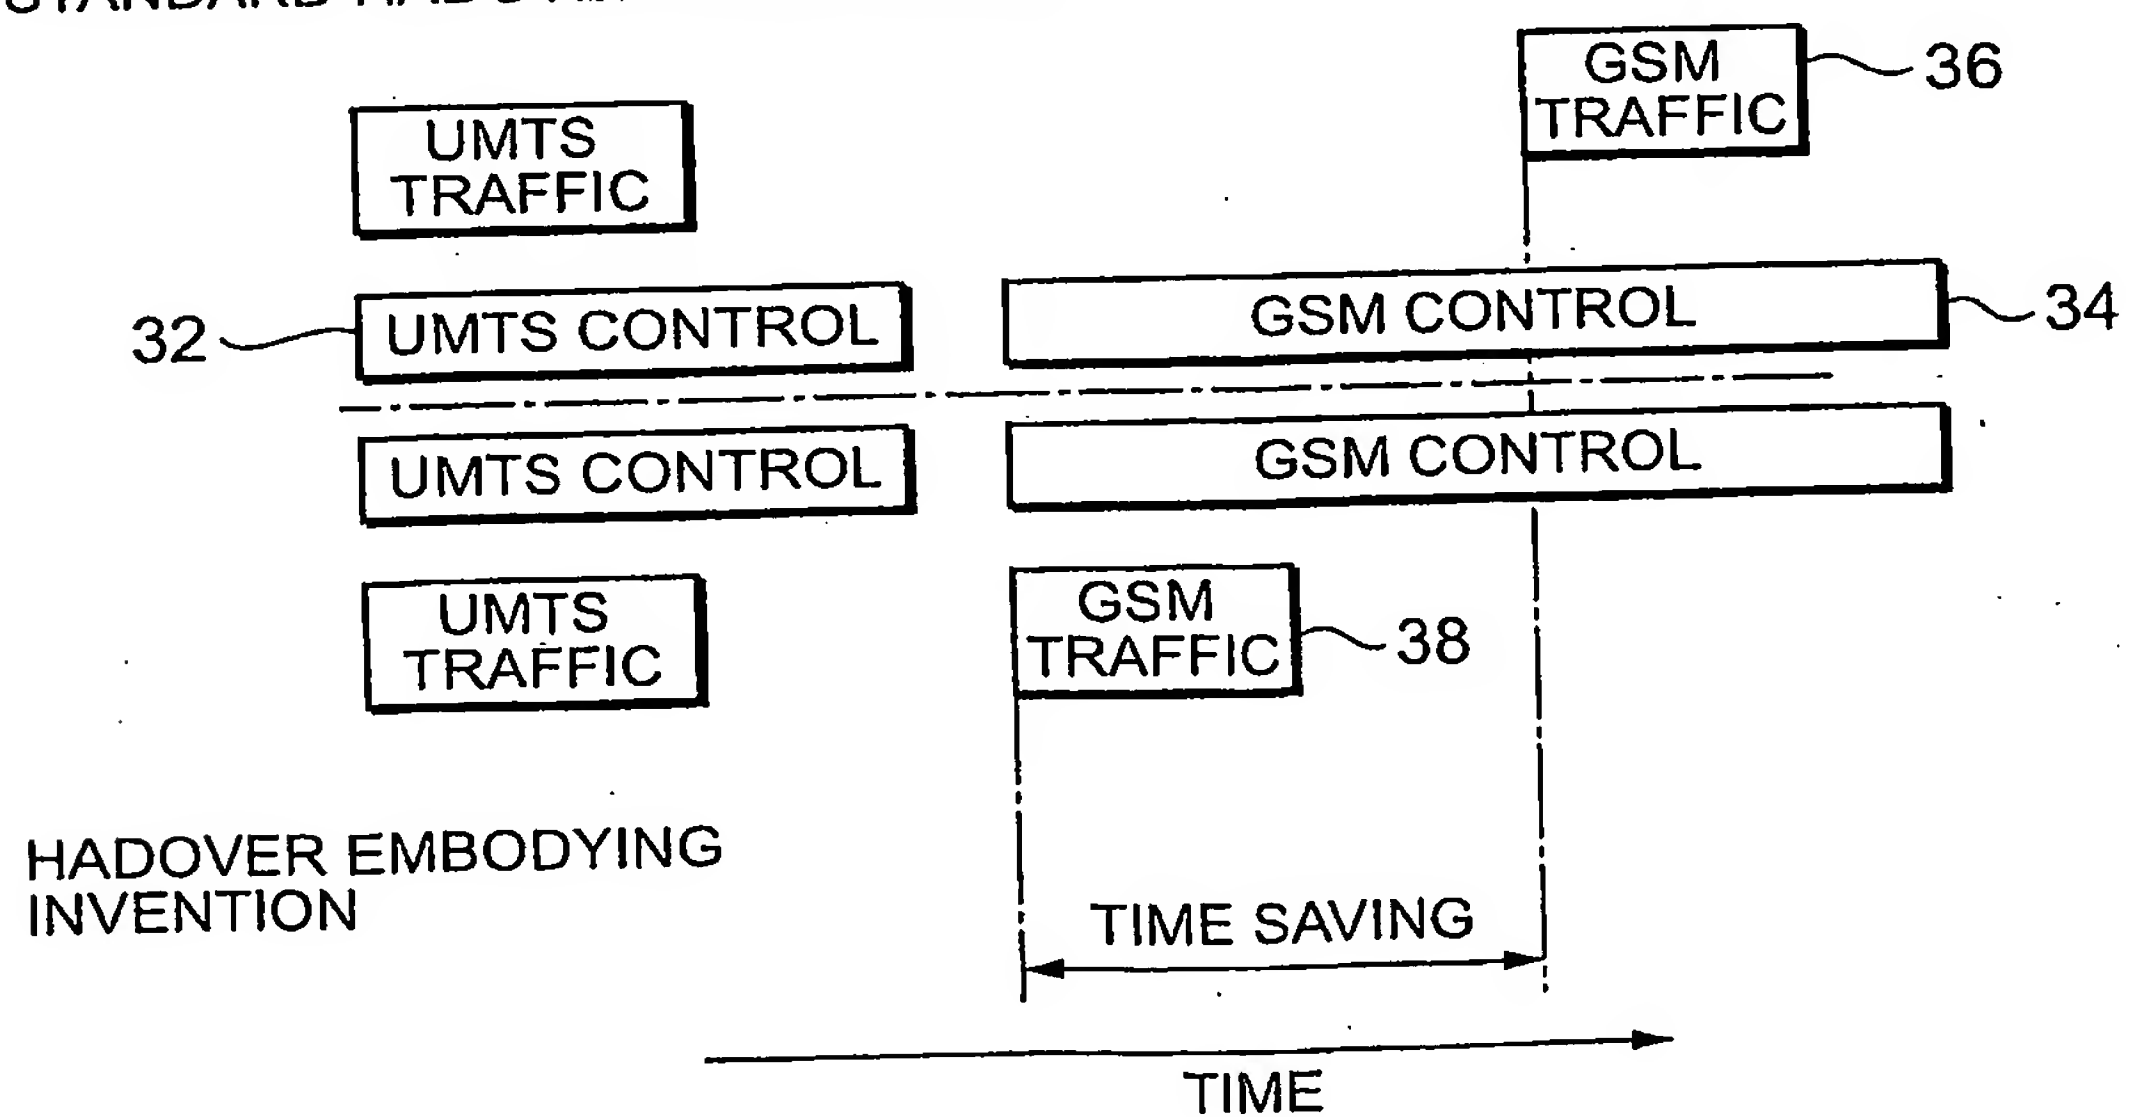 GSM
TRAFFIC
36
UMTS
TRAFFIC
32
UMTS CONTROL
GSM CONTROL
34
UMTS CONTROL
GSM CONTROL
UMTS
TRAFFIC
GSM
TRAFFIC
38
HADOVER EMBODYING
INVENTION
TIME SAVING
TIME